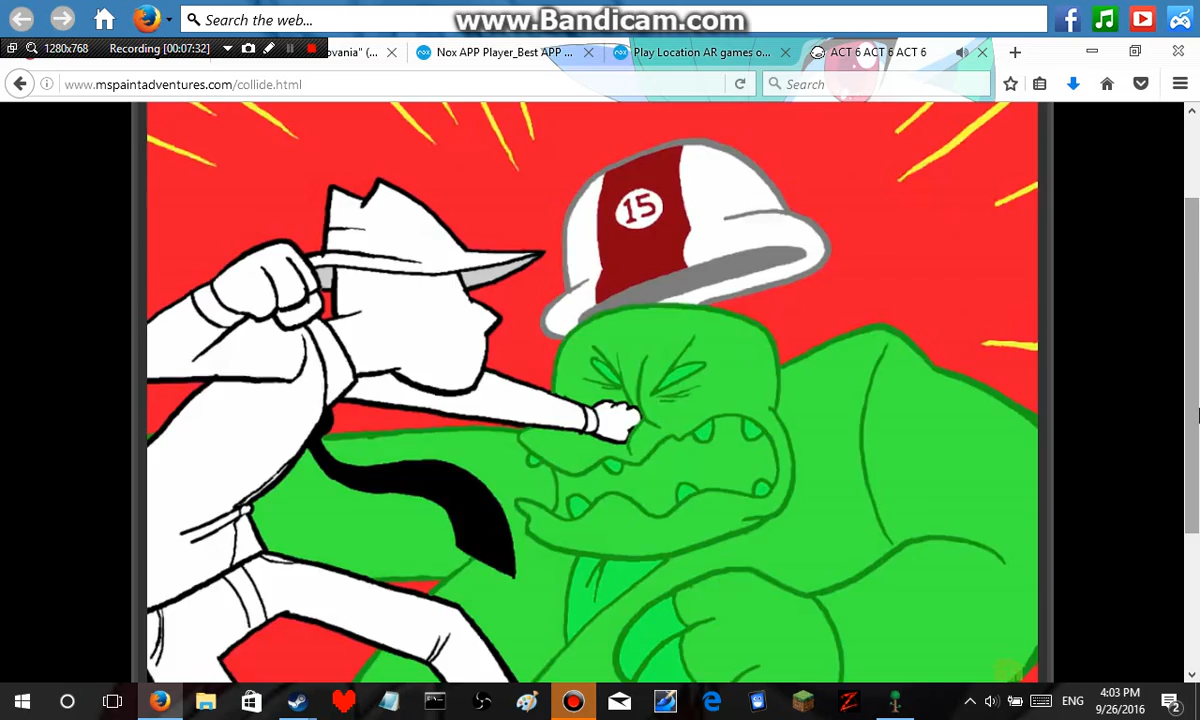 www.Bandicam.com
Search the web...
1280x768 Recording [00:07:32]
ovania" (...
Nox APP Player_Best APP ...
Play Location AR games o...
ACT 6 ACT 6 ACT 6
www.mspaintadventures.com/collide.html
Search
15
ENG
4:03 PM
9/26/2016
2